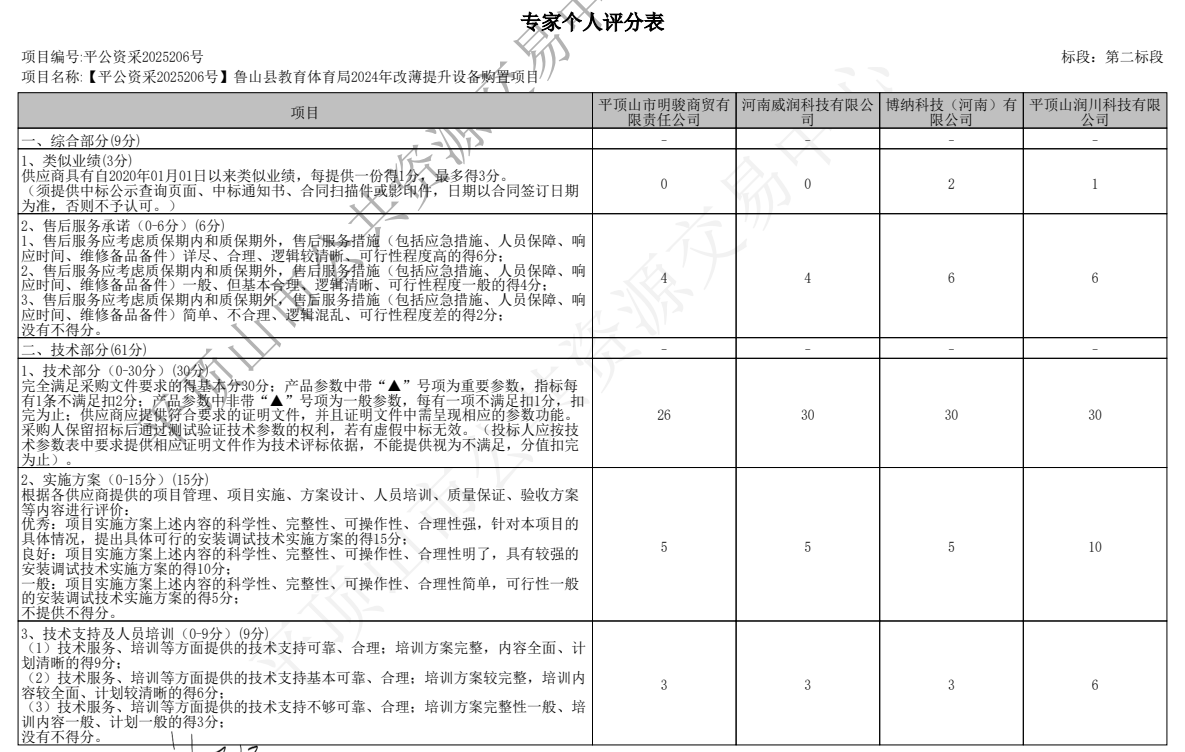 专家个人评分表
项目编号:平公资采2025206号
标段：第二标段
项目名称:【平公资采2025206号】鲁山县教育体育局2024年改薄提升设备购置项目
项目
平顶山市明骏商贸有
限责任公司
河南威润科技有限公
司
博纳科技（河南）有
限公司
平顶山润川科技有限
公司
一、综合部分(9分)
-
-
-
-
1、类似业绩(3分)
供应商具有自2020年01月01日以来类似业绩，每提供一份得1分，最多得3分。
（须提供中标公示查询页面、中标通知书、合同扫描件或影印件，日期以合同签订日期
为准，否则不予认可。）
0
0
2
1
2、售后服务承诺（0-6分）(6分)
1、售后服务应考虑质保期内和质保期外，售后服务措施（包括应急措施、人员保障、响
应时间、维修备品备件）详尽、合理、逻辑较清晰、可行性程度高的得6分；
2、售后服务应考虑质保期内和质保期外，售后服务措施（包括应急措施、人员保障、响
应时间、维修备品备件）一般、但基本合理、逻辑清晰、可行性程度一般的得4分；
3、售后服务应考虑质保期内和质保期外，售后服务措施（包括应急措施、人员保障、响
应时间、维修备品备件）简单、不合理、逻辑混乱、可行性程度差的得2分；
没有不得分。
4
4
6
6
二、技术部分(61分)
-
-
-
-
1、技术部分（0-30分）(30分)
完全满足采购文件要求的得基本分30分；产品参数中带“▲”号项为重要参数，指标每
有1条不满足扣2分；产品参数中非带“▲”号项为一般参数，每有一项不满足扣1分，扣
完为止；供应商应提供符合要求的证明文件，并且证明文件中需呈现相应的参数功能。
采购人保留招标后通过测试验证技术参数的权利，若有虚假中标无效。（投标人应按技
术参数表中要求提供相应证明文件作为技术评标依据，不能提供视为不满足，分值扣完
为止）。
26
30
30
30
2、实施方案（0-15分）(15分)
根据各供应商提供的项目管理、项目实施、方案设计、人员培训、质量保证、验收方案
等内容进行评价：
优秀：项目实施方案上述内容的科学性、完整性、可操作性、合理性强，针对本项目的
具体情况，提出具体可行的安装调试技术实施方案的得15分；
良好：项目实施方案上述内容的科学性、完整性、可操作性、合理性明了，具有较强的
安装调试技术实施方案的得10分；
一般：项目实施方案上述内容的科学性、完整性、可操作性、合理性简单，可行性一般
的安装调试技术实施方案的得5分；
不提供不得分。
5
5
5
10
3、技术支持及人员培训（0-9分）(9分)
（1）技术服务、培训等方面提供的技术支持可靠、合理；培训方案完整，内容全面、计
划清晰的得9分；
（2）技术服务、培训等方面提供的技术支持基本可靠、合理；培训方案较完整，培训内
容较全面、计划较清晰的得6分；
（3）技术服务、培训等方面提供的技术支持不够可靠、合理；培训方案完整性一般、培
训内容一般、计划一般的得3分；
没有不得分。
3
3
3
6
平顶山市公共资源交易中心
平顶山市公共资源交易中心